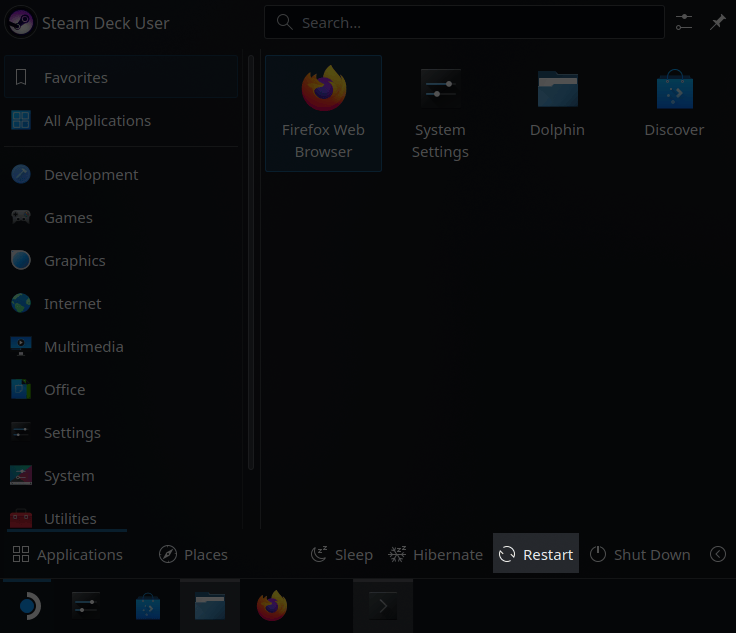 Steam Deck User
Search...
Favorites
All Applications
Development
Games
Graphics
Internet
Multimedia
Office
Settings
System
Utilities
Firefox Web
Browser
System
Settings
Dolphin
Discover
Applications
Places
Sleep
Hibernate
Restart
Shut Down